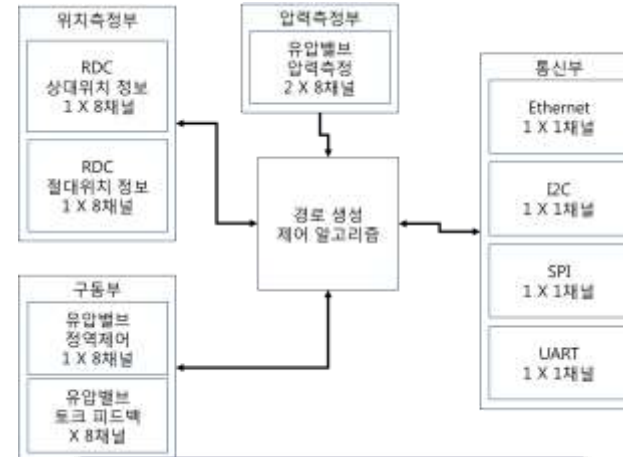 위치측정부
RDC
상대위치 정보
1 X 8채널
RDC
절대위치 정보
1 X 8채널
압력측정부
유압밸브
압력측정
2 X 8채널
경로 생성
제어 알고리즘
통신부
Ethernet
1 X 1채널
I2C
1 X 1채널
SPI
1 X 1채널
UART
1 X 1채널
구동부
유압밸브
정역제어
1 X 8채널
유압밸브
토크 피드백
X 8채널